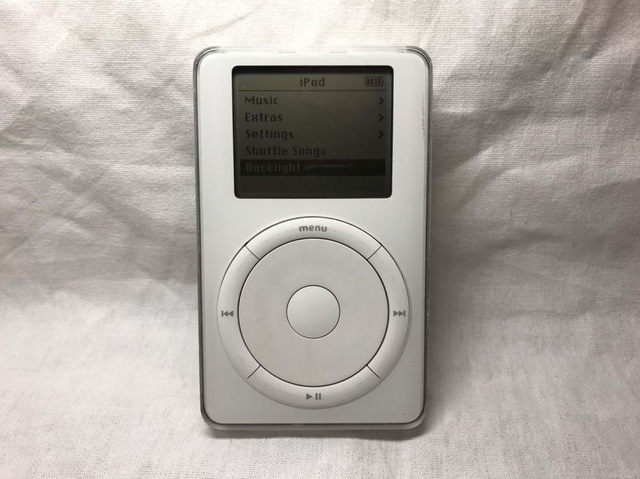 iPod
Music
Extras
Settings
Shuffle Songs
Backlight
menu